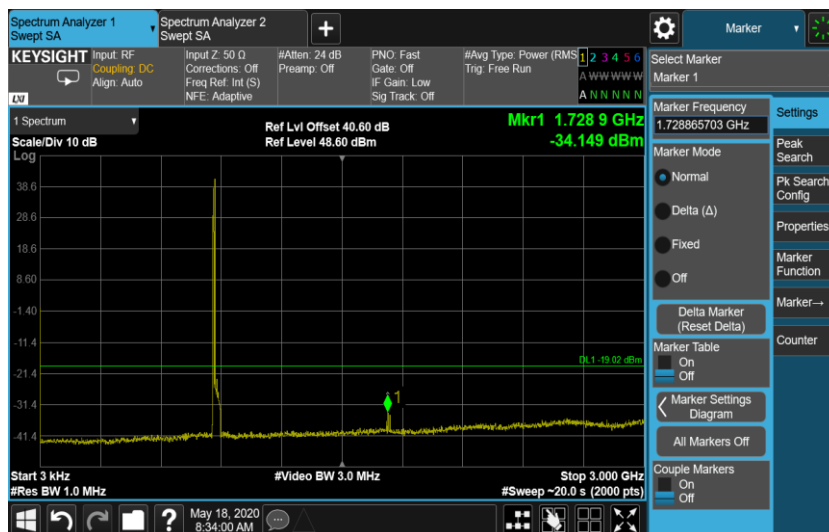 Spectrum Analyzer 1
Swept SA
Spectrum Analyzer 2
Swept SA
+
Marker
KEYSIGHT
LXI
Input: RF
Coupling: DC
Align: Auto
Input Z: 50 Ω
Corrections: Off
Freq Ref: Int (S)
NFE: Adaptive
#Atten: 24 dB
Preamp: Off
PNO: Fast
Gate: Off
IF Gain: Low
Sig Track: Off
#Avg Type: Power (RMS
Trig: Free Run
1 2 3 4 5 6
A W W W W W
A N N N N N
Select Marker
Marker 1
1 Spectrum
Scale/Div 10 dB
Log
Ref Lvl Offset 40.60 dB
Ref Level 48.60 dBm
Mkr1 1.728 9 GHz
-34.149 dBm
38.6
28.6
18.6
8.60
-1.40
-11.4
-21.4
-31.4
-41.4
DL1 -19.02 dBm
1
Start 3 kHz
#Res BW 1.0 MHz
#Video BW 3.0 MHz
Stop 3.000 GHz
#Sweep ~20.0 s (2000 pts)
Marker Frequency
1.728865703 GHz
Marker Mode
Normal
Delta (Δ)
Fixed
Off
Delta Marker
(Reset Delta)
Marker Table
On
Off
Marker Settings
Diagram
All Markers Off
Couple Markers
On
Off
Settings
Peak
Search
Pk Search
Config
Properties
Marker
Function
Marker→
Counter
?
May 18, 2020
8:34:00 AM